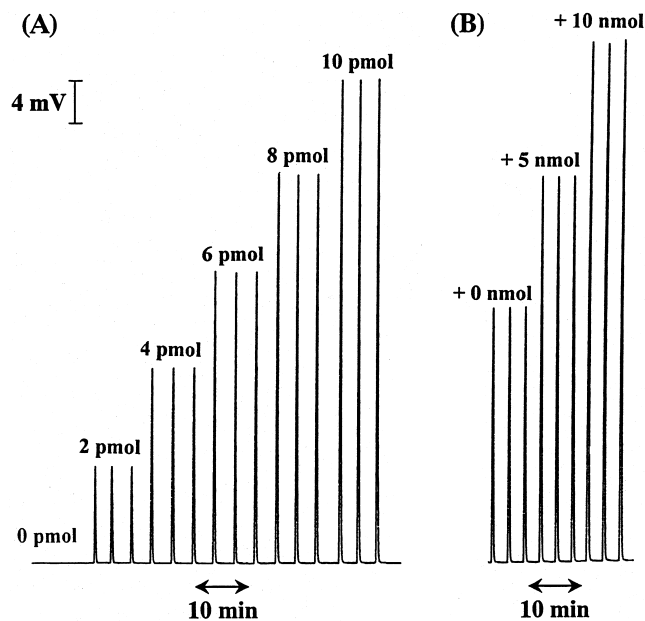 (A)
(B)
+ 10 nmol
10 pmol
4 mV
8 pmol
+ 5 nmol
6 pmol
+ 0 nmol
4 pmol
2 pmol
0 pmol
10 min
10 min